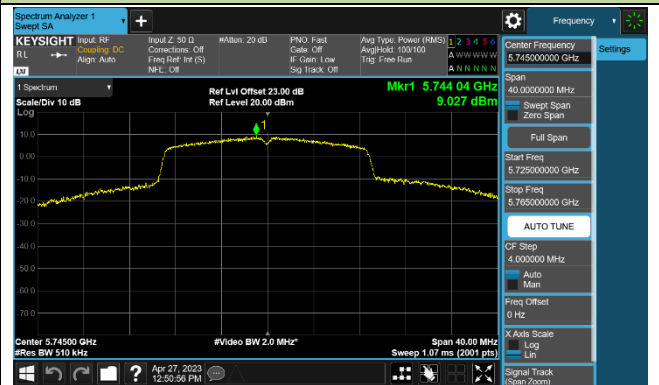 Spectrum Analyzer 1
Swept SA
+
Frequency
KEYSIGHT
RL
LXI
Input: RF
Coupling: DC
Align: Auto
Input Z: 50 Ω
Corrections: Off
Freq Ref: Int (S)
NFE: Off
#Atten: 20 dB
PNO: Fast
Gate: Off
IF Gain: Low
Sig Track: Off
Avg Type: Power (RMS)
Avg|Hold: 100/100
Trig: Free Run
1 2 3 4 5 6
A W W W W W
A N N N N N
1 Spectrum
Scale/Div 10 dB
Log
Ref Lvl Offset 23.00 dB
Ref Level 20.00 dBm
Mkr1 5.744 04 GHz
9.027 dBm
1
10.0
0.00
-10.0
-20.0
-30.0
-40.0
-50.0
-60.0
-70.0
Center 5.74500 GHz
#Res BW 510 kHz
#Video BW 2.0 MHz*
Span 40.00 MHz
Sweep 1.07 ms (2001 pts)
?
Apr 27, 2023
12:50:56 PM
Center Frequency
5.745000000 GHz
Settings
Span
40.0000000 MHz
Swept Span
Zero Span
Full Span
Start Freq
5.725000000 GHz
Stop Freq
5.765000000 GHz
AUTO TUNE
CF Step
4.000000 MHz
Auto
Man
Freq Offset
0 Hz
X Axis Scale
Log
Lin
Signal Track
(Span Zoom)